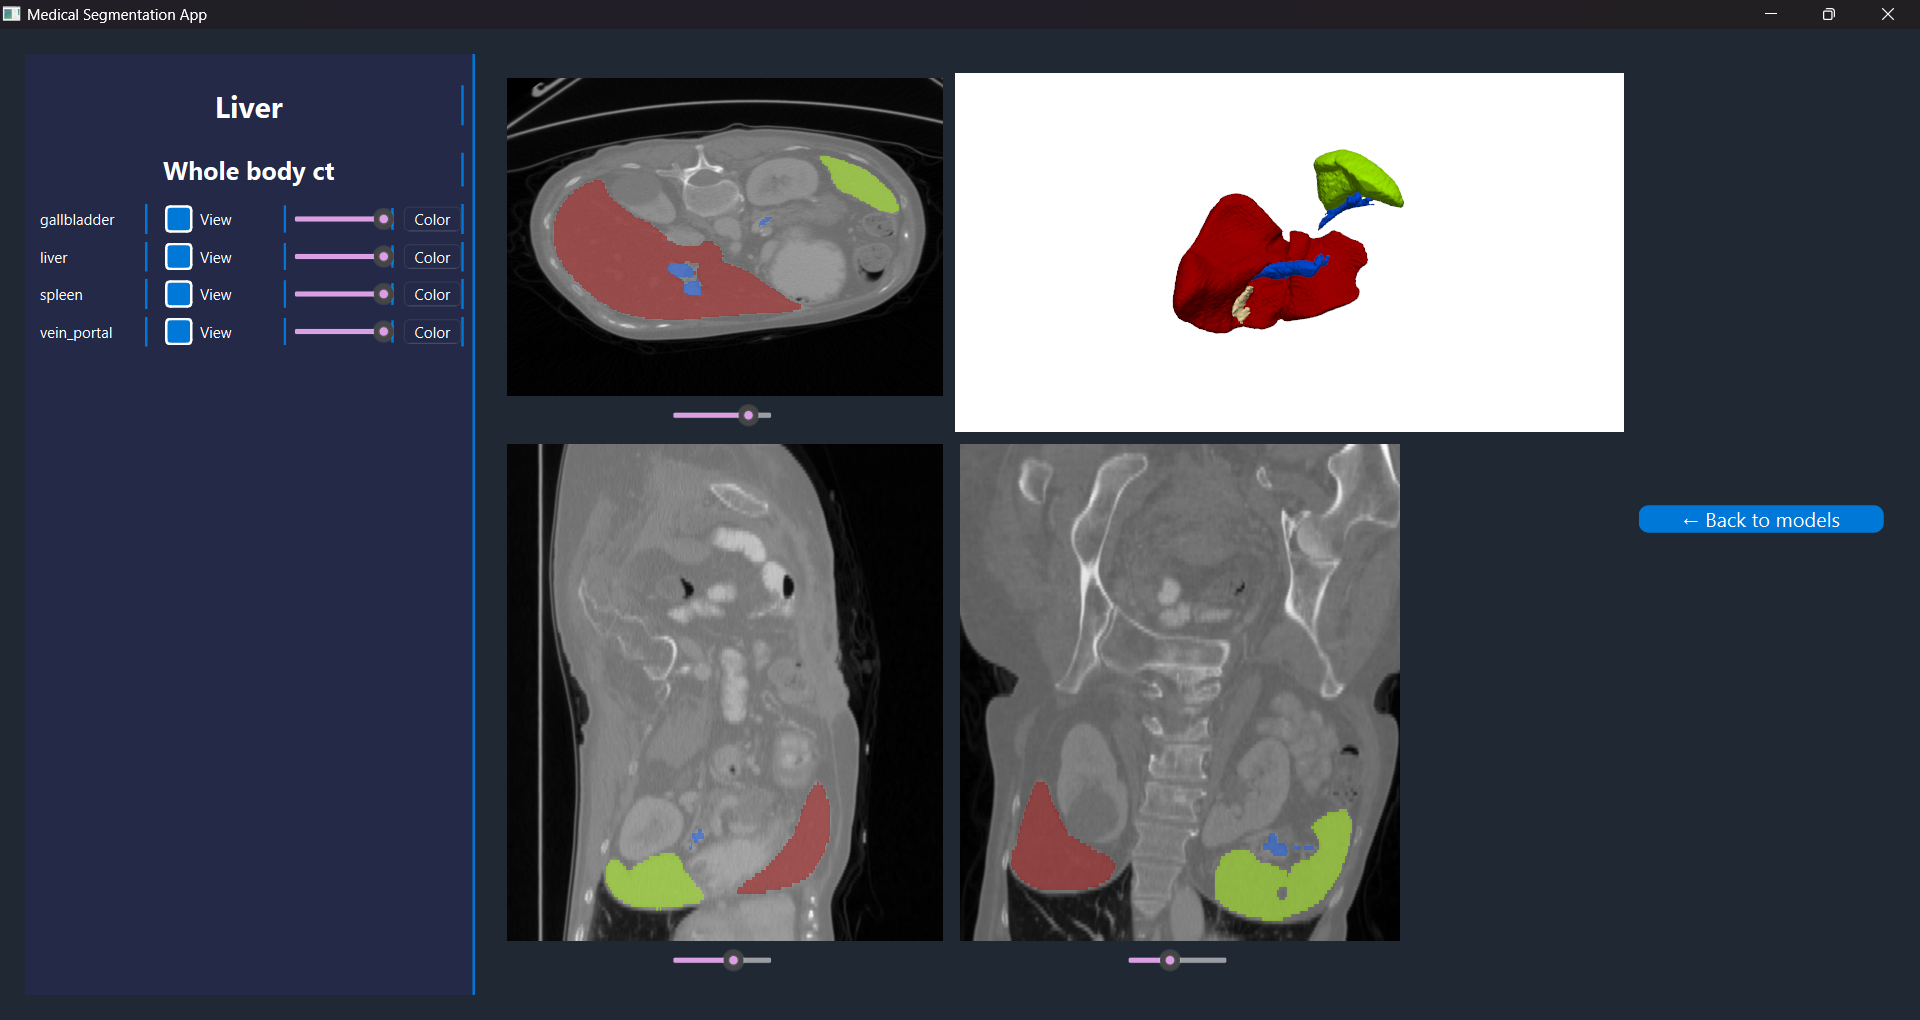 Medical Segmentation App
Liver
Whole body ct
gallbladder View Color
liver View Color
spleen View Color
vein_portal View Color
← Back to models